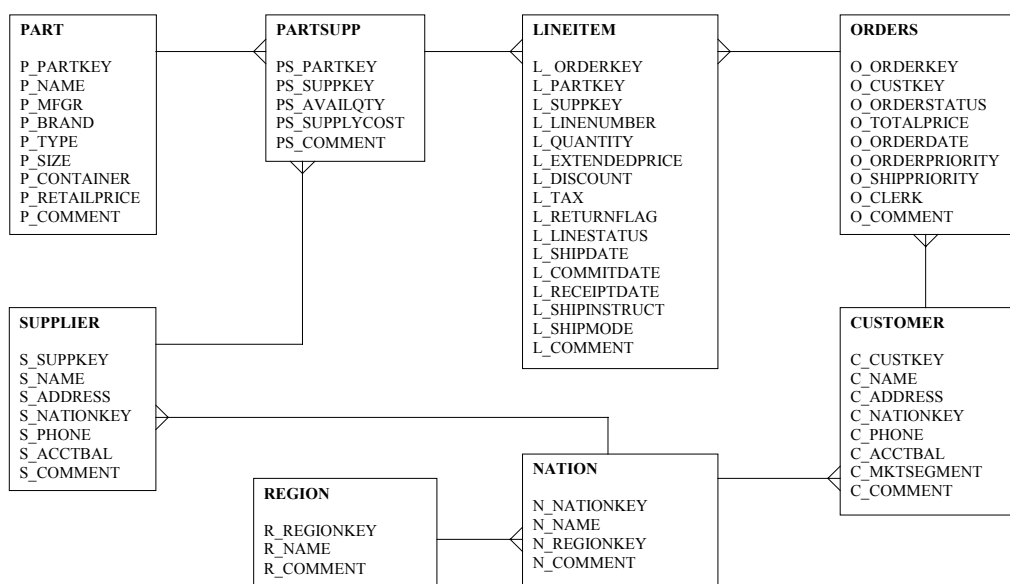 PART
P_PARTKEY
P_NAME
P_MFGR
P_BRAND
P_TYPE
P_SIZE
P_CONTAINER
P_RETAILPRICE
P_COMMENT
PARTSUPP
PS_PARTKEY
PS_SUPPKEY
PS_AVAILQTY
PS_SUPPLYCOST
PS_COMMENT
LINEITEM
L_ ORDERKEY
L_PARTKEY
L_SUPPKEY
L_LINENUMBER
L_QUANTITY
L_EXTENDEDPRICE
L_DISCOUNT
L_TAX
L_RETURNFLAG
L_LINESTATUS
L_SHIPDATE
L_COMMITDATE
L_RECEIPTDATE
L_SHIPINSTRUCT
L_SHIPMODE
L_COMMENT
ORDERS
O_ORDERKEY
O_CUSTKEY
O_ORDERSTATUS
O_TOTALPRICE
O_ORDERDATE
O_ORDERPRIORITY
O_SHIPPRIORITY
O_CLERK
O_COMMENT
SUPPLIER
S_SUPPKEY
S_NAME
S_ADDRESS
S_NATIONKEY
S_PHONE
S_ACCTBAL
S_COMMENT
CUSTOMER
C_CUSTKEY
C_NAME
C_ADDRESS
C_NATIONKEY
C_PHONE
C_ACCTBAL
C_MKTSEGMENT
C_COMMENT
REGION
R_REGIONKEY
R_NAME
R_COMMENT
NATION
N_NATIONKEY
N_NAME
N_REGIONKEY
N_COMMENT